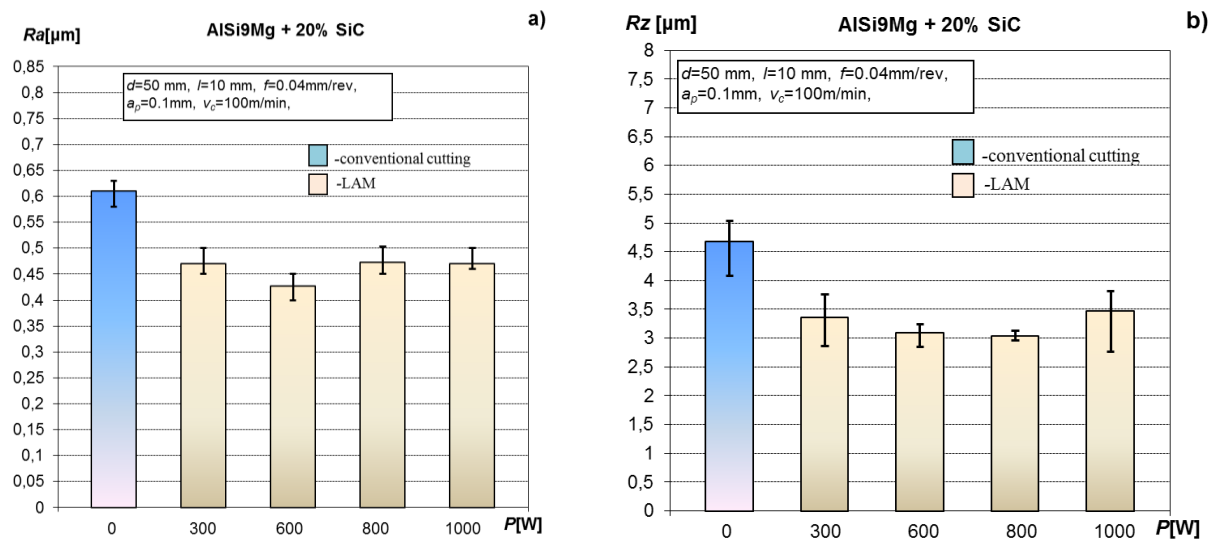 Ra[µm]
AlSi9Mg + 20% SiC
a)
0,85
0,8
0,75
0,7
0,65
0,6
0,55
0,5
0,45
0,4
0,35
0,3
0,25
0,2
0,15
0,1
0,05
0
d=50 mm, l=10 mm, f=0.04mm/rev,
ap=0.1mm, vc=100m/min,
-conventional cutting
-LAM
0 300 600 800 1000 P[W]
Rz [µm]
AlSi9Mg + 20% SiC
b)
8
7,5
7
6,5
6
5,5
5
4,5
4
3,5
3
2,5
2
1,5
1
0,5
0
d=50 mm, l=10 mm, f=0.04mm/rev,
ap=0.1mm, vc=100m/min,
-conventional cutting
-LAM
0 300 600 800 1000 P[W]